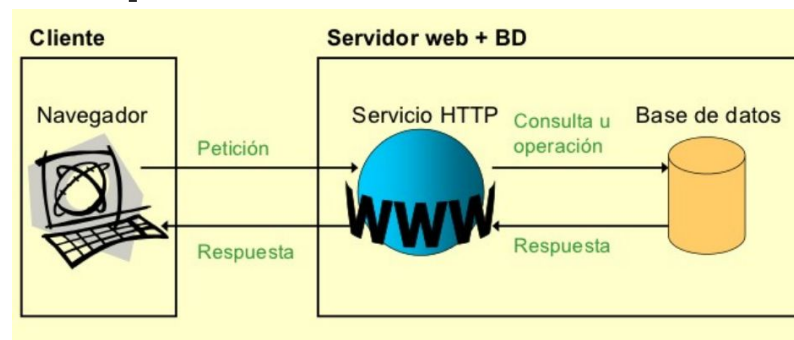 Cliente
Servidor web + BD
Navegador
Servicio HTTP
Base de datos
Petición
Consulta u
operación
WWW
Respuesta
Respuesta